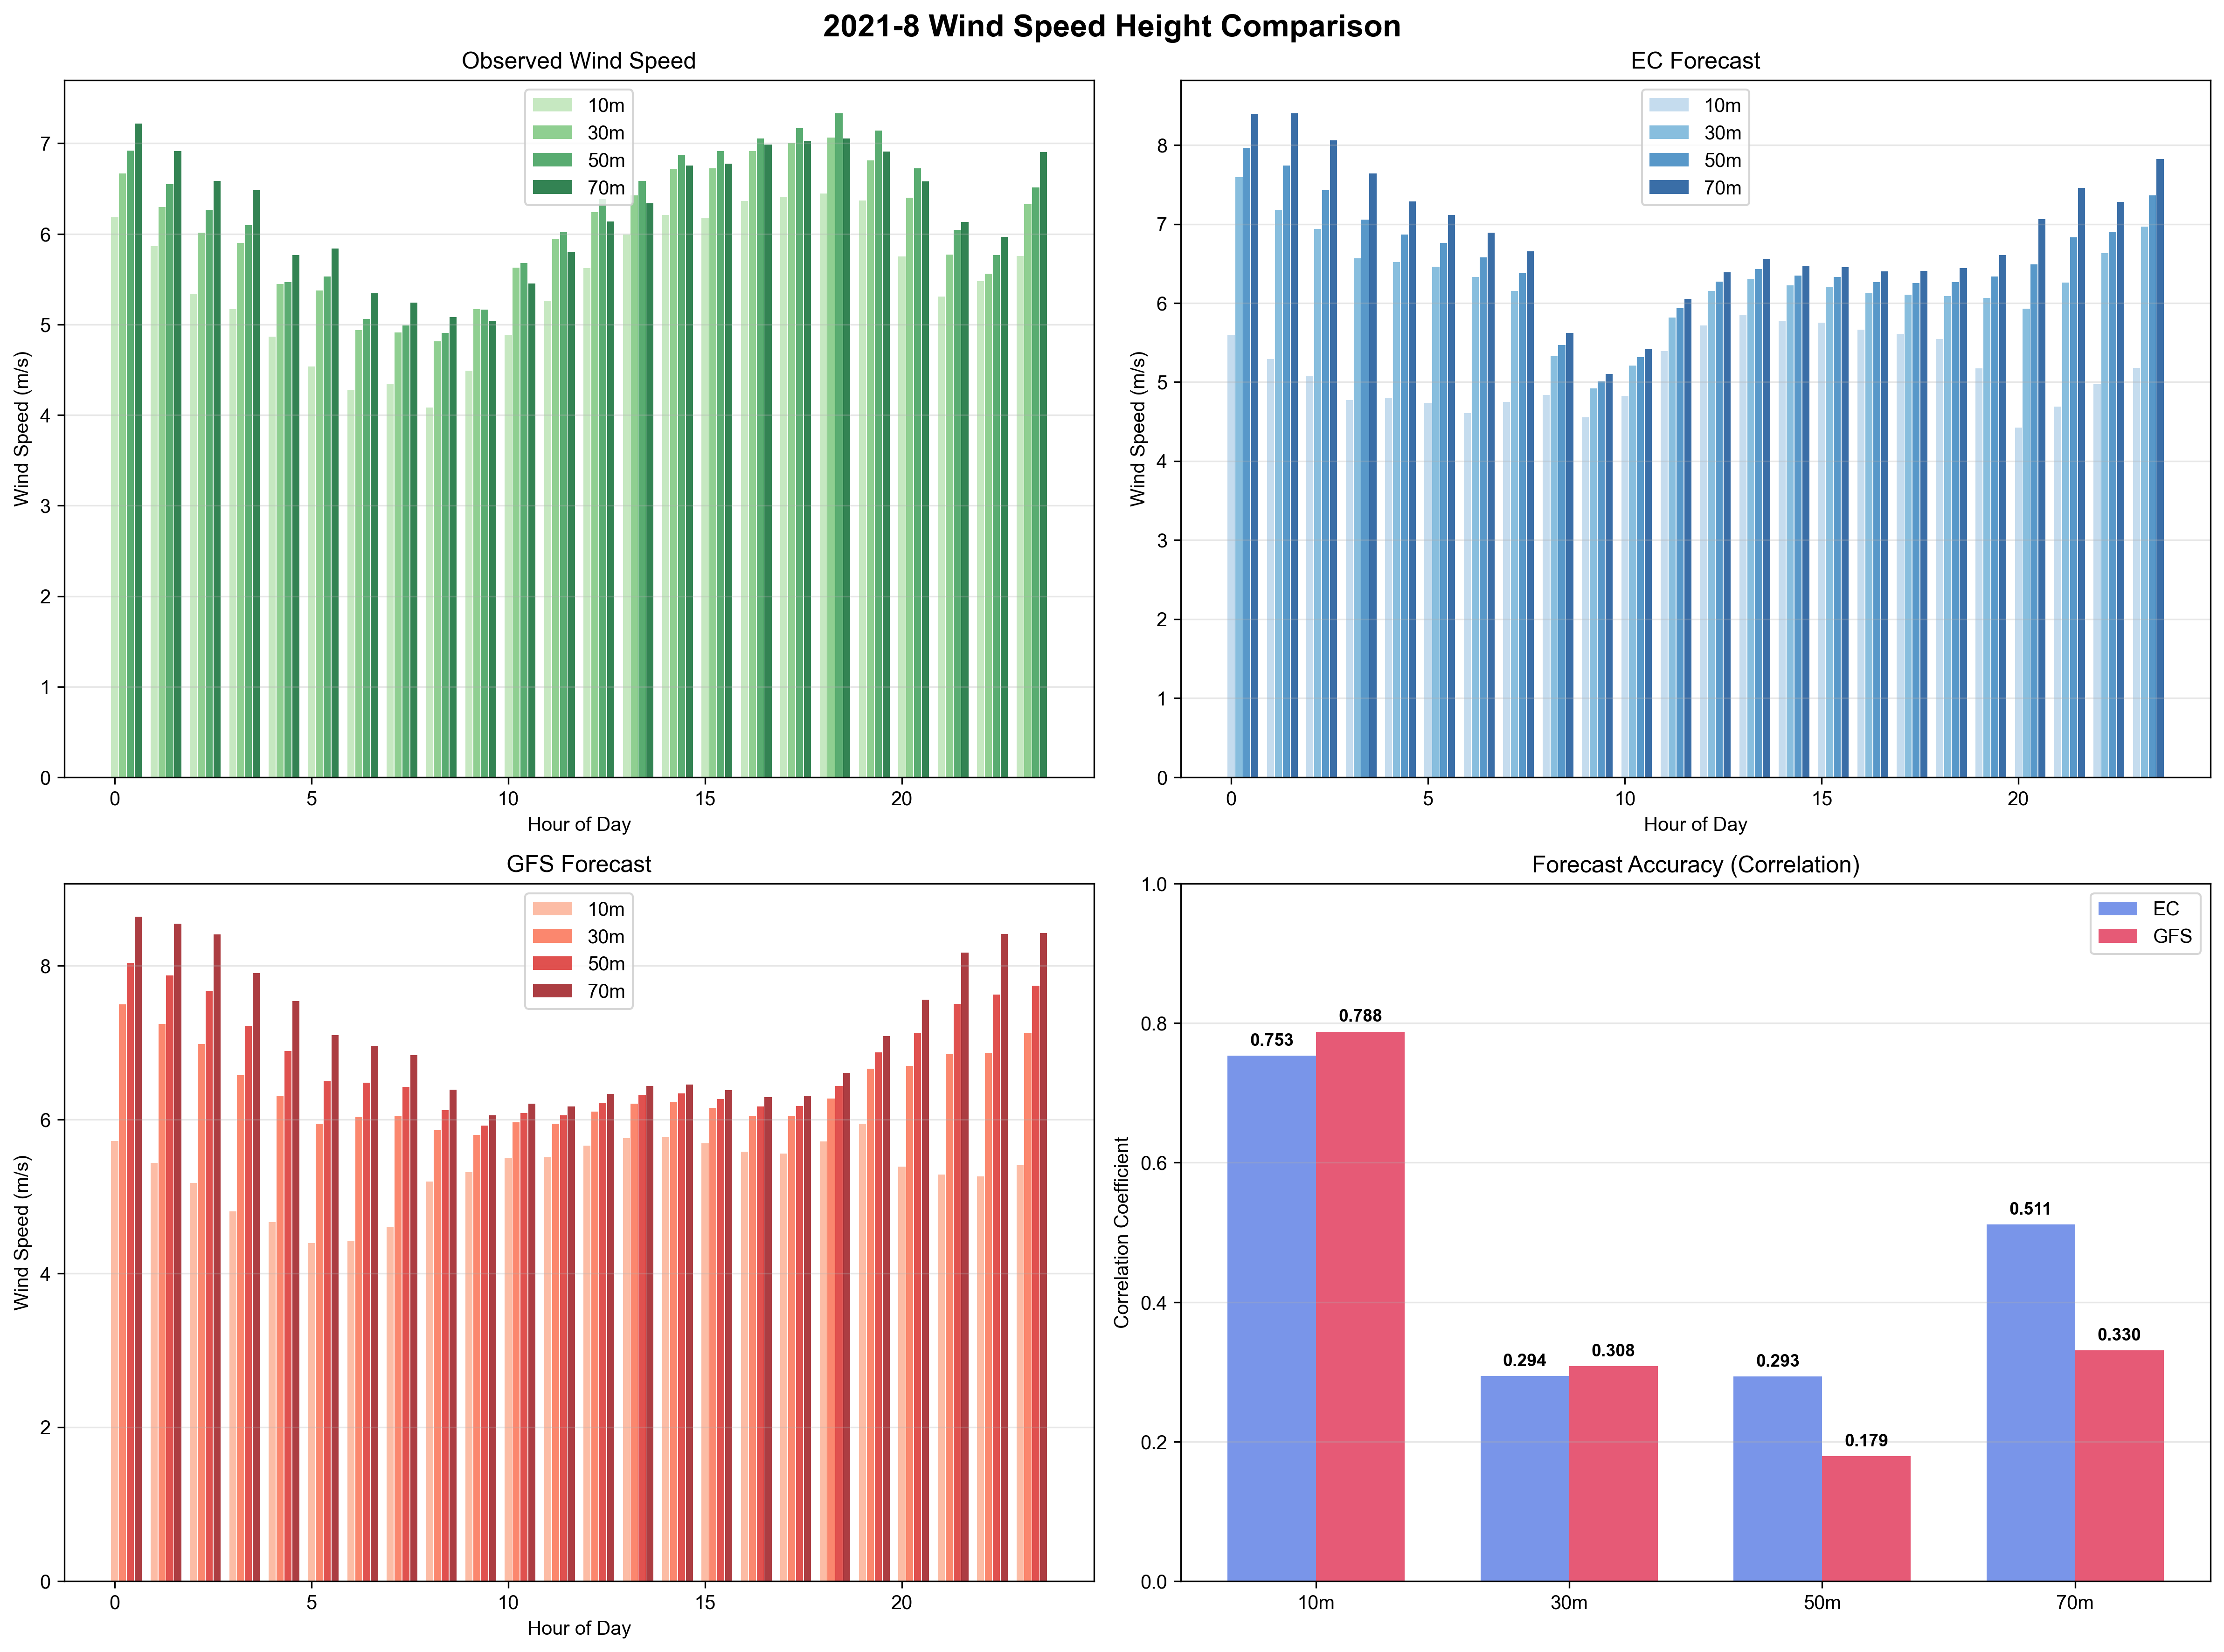 2021-8 Wind Speed Height Comparison
Observed Wind Speed
10m
30m
50m
70m
7
6
5
4
3
2
1
0
Wind Speed (m/s)
0 5 10 15 20
Hour of Day
EC Forecast
10m
30m
50m
70m
8
7
6
5
4
3
2
1
0
Wind Speed (m/s)
0 5 10 15 20
Hour of Day
GFS Forecast
10m
30m
50m
70m
8
6
4
2
0
Wind Speed (m/s)
0 5 10 15 20
Hour of Day
Forecast Accuracy (Correlation)
EC
GFS
1.0
0.8
0.6
0.4
0.2
0.0
Correlation Coefficient
0.753 0.788
0.294 0.308
0.293 0.179
0.511 0.330
10m 30m 50m 70m